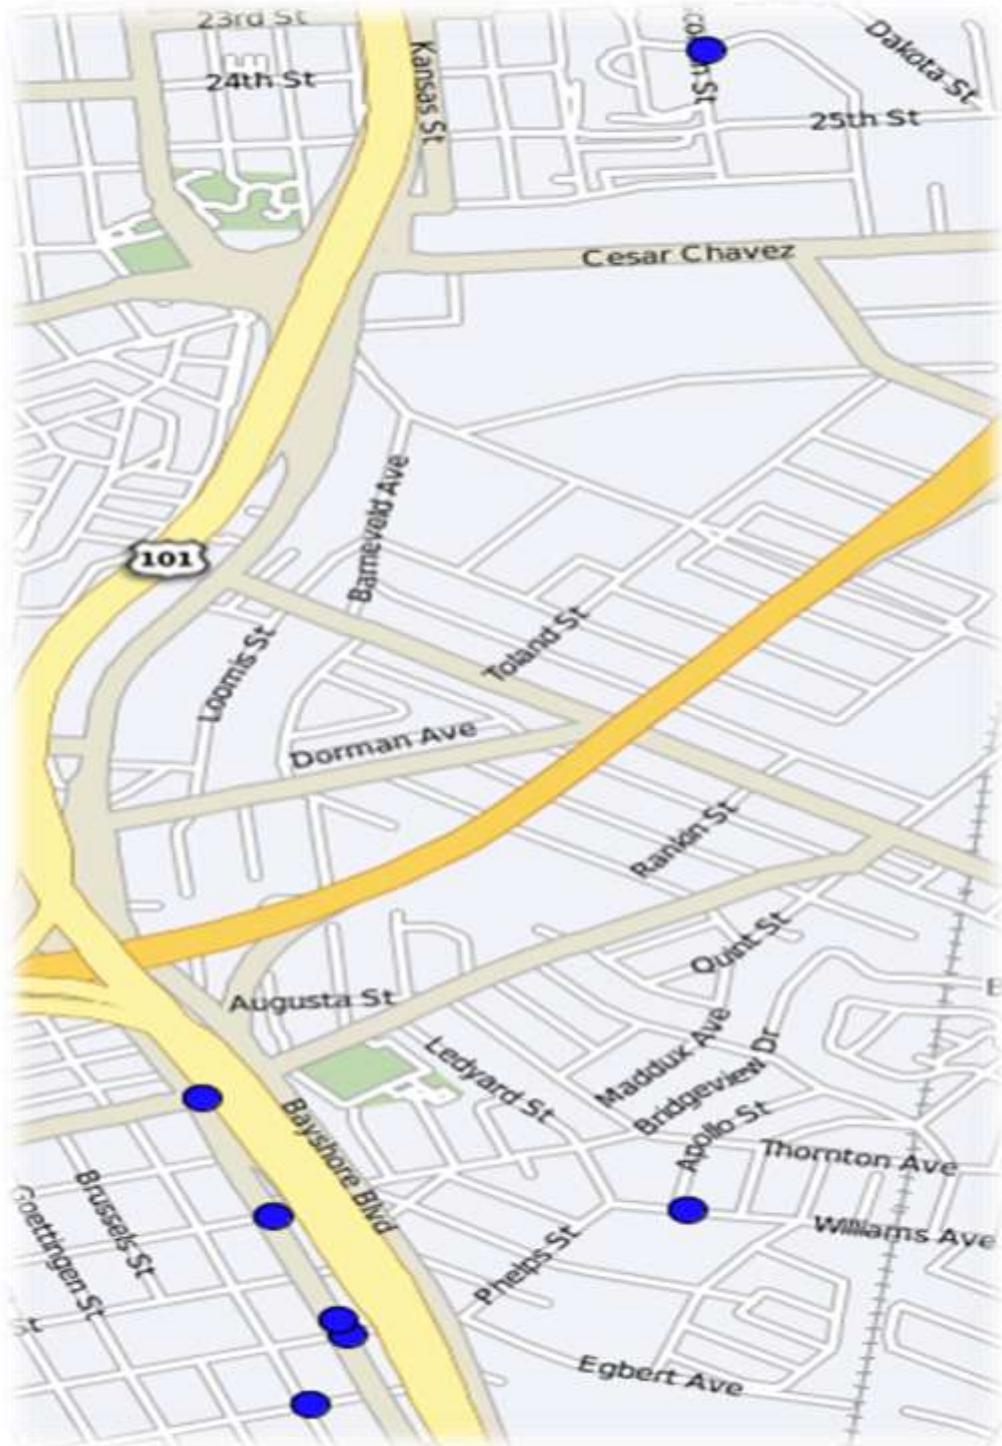 23rd St
24th St
Kansas St
Dakota St
25th St
Cesar Chavez
Barneveld Ave
101
Toland St
Loomis St
Dorman Ave
Rankin St
Quint St
Augusta St
Maddux Ave
Ledyard St
Bridgeview Dr
Apollo St
Bayshore Blvd
Thornton Ave
Brussels St
Goettingen St
Williams Ave
Phelps St
Egbert Ave